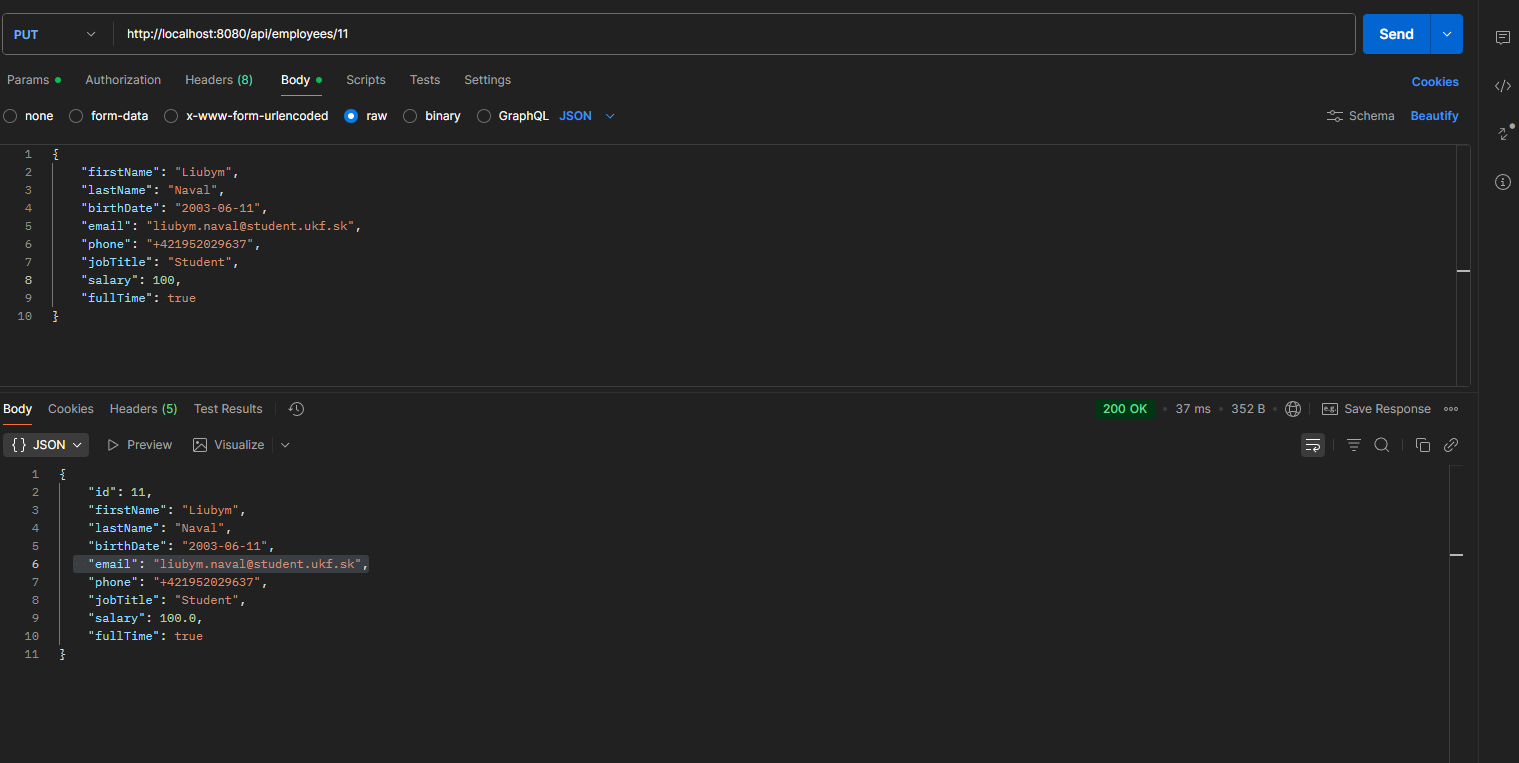 PUT http://localhost:8080/api/employees/11 Send
Params Authorization Headers (8) Body Scripts Tests Settings Cookies
none form-data x-www-form-urlencoded raw binary GraphQL JSON Schema Beautify
1 {
2 "firstName": "Liubym",
3 "lastName": "Naval",
4 "birthDate": "2003-06-11",
5 "email": "liubym.naval@student.ukf.sk",
6 "phone": "+421952029637",
7 "jobTitle": "Student",
8 "salary": 100,
9 "fullTime": true
10 }
Body Cookies Headers (5) Test Results 200 OK • 37 ms • 352 B • e.g. Save Response
{} JSON Preview Visualize
1 {
2 "id": 11,
3 "firstName": "Liubym",
4 "lastName": "Naval",
5 "birthDate": "2003-06-11",
6 "email": "liubym.naval@student.ukf.sk",
7 "phone": "+421952029637",
8 "jobTitle": "Student",
9 "salary": 100.0,
10 "fullTime": true
11 }